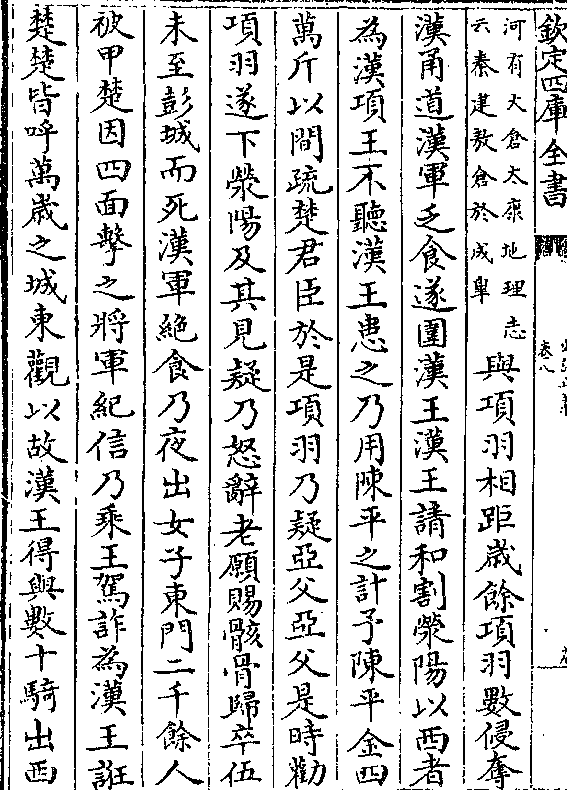 欽定四庫全書
卷八
河有大倉太康地理志
云秦建敖倉於成臯
與項羽相距歲餘項羽數侵奪
漢甬道漢軍乏食遂圍漢王漢王請和割滎陽以西者
為漢項王不聽漢王患之乃用陳平之計予陳平金四
萬斤以間疏楚君臣於是項羽乃疑亞父亞父是時勸
項羽遂下滎陽及其見疑乃怒辭老願賜骸骨歸卒伍
未至彭城而死漢軍絶食乃夜出女子東門二千餘人
被甲楚因四面擊之將軍紀信乃乘王駕詐為漢王誑
楚楚皆呼萬歲之城東觀以故漢王得與數十騎出西